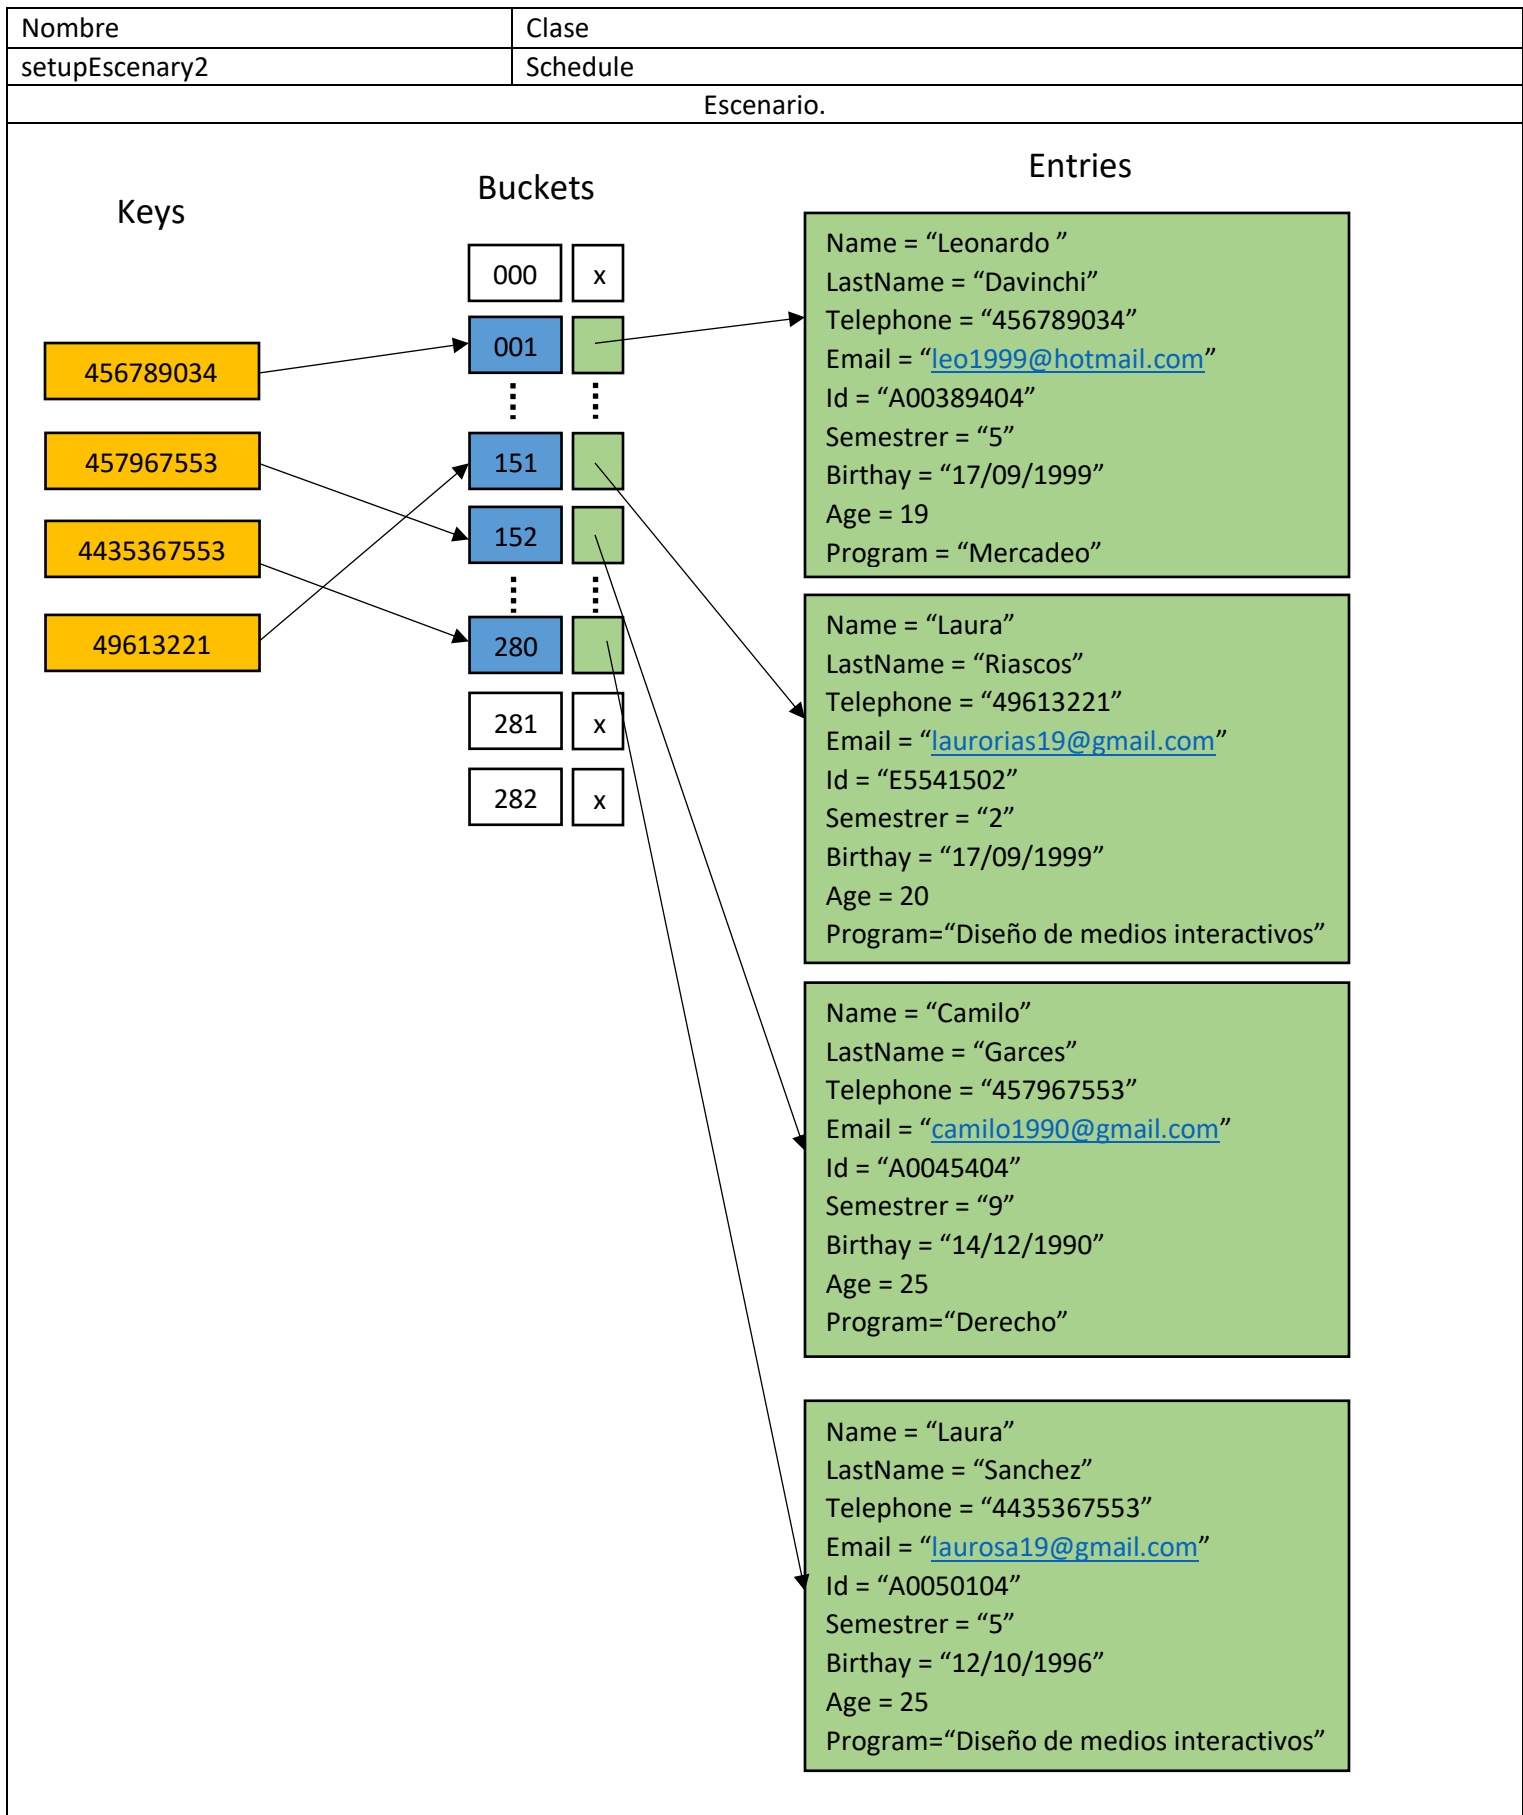 Nombre
Clase
setupEscenary2
Schedule
Escenario.
Keys
456789034
457967553
4435367553
49613221
Buckets
000 x
001
151
152
280
281 x
282 x
Entries
Name = “Leonardo ”
LastName = “Davinchi”
Telephone = “456789034”
Email = “leo1999@hotmail.com”
Id = “A00389404”
Semestrer = “5”
Birthay = “17/09/1999”
Age = 19
Program = “Mercadeo”
Name = “Laura”
LastName = “Riascos”
Telephone = “49613221”
Email = “laurorias19@gmail.com”
Id = “E5541502”
Semestrer = “2”
Birthay = “17/09/1999”
Age = 20
Program=“Diseño de medios interactivos”
Name = “Camilo”
LastName = “Garces”
Telephone = “457967553”
Email = “camilo1990@gmail.com”
Id = “A0045404”
Semestrer = “9”
Birthay = “14/12/1990”
Age = 25
Program=“Derecho”
Name = “Laura”
LastName = “Sanchez”
Telephone = “4435367553”
Email = “laurosa19@gmail.com”
Id = “A0050104”
Semestrer = “5”
Birthay = “12/10/1996”
Age = 25
Program=“Diseño de medios interactivos”